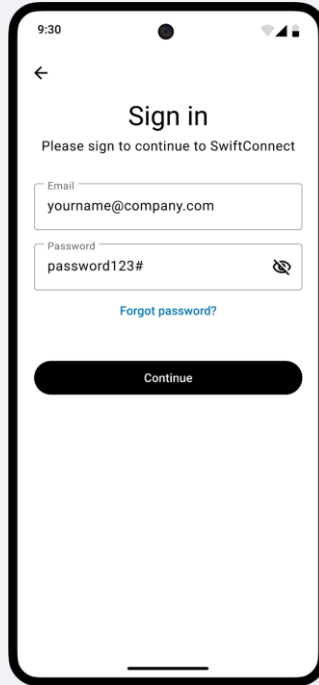 9:30
Sign in
Please sign to continue to SwiftConnect
Email
yourname@company.com
Password
password123#
Forgot password?
Continue